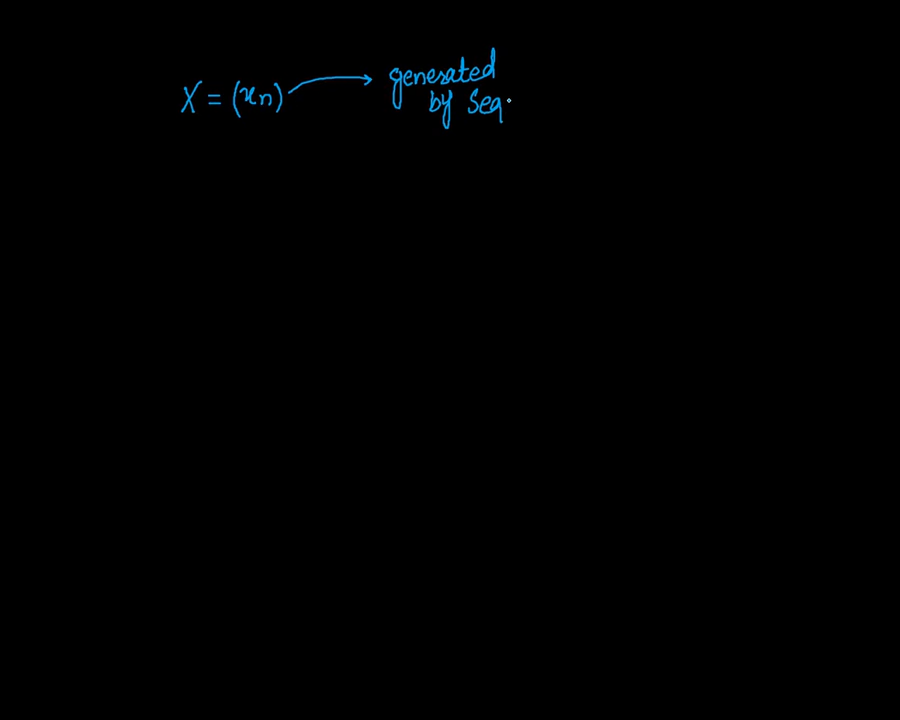 X = (xn) → generated
by Seq.